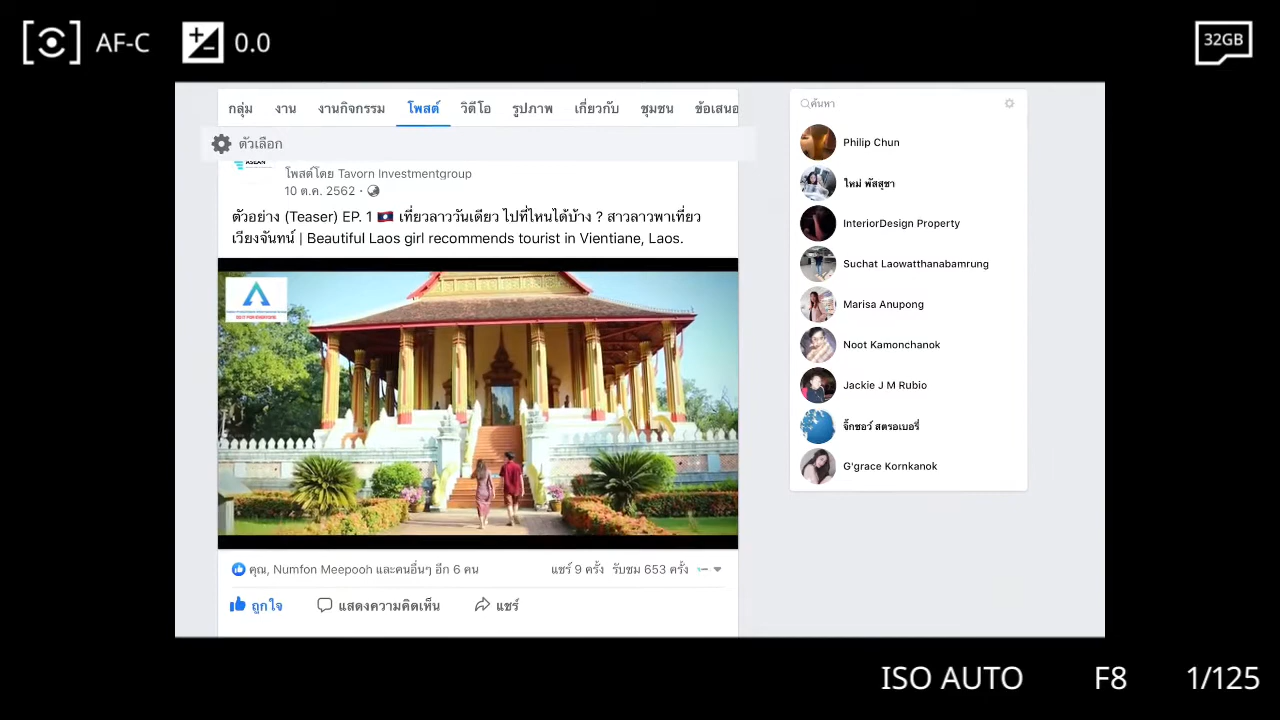 AF-C
0.0
32GB
กลุ่ม งาน งานกิจกรรม โพสต์ วิดีโอ รูปภาพ เกี่ยวกับ ชุมชน ข้อเสนอ
ตัวเลือก
ASEAN
โพสต์โดย Tavorn Investmentgroup
10 ต.ค. 2562 ·
ตัวอย่าง (Teaser) EP. 1 🇱🇦 เที่ยวลาววันเดียว ไปที่ไหนได้บ้าง ? สาวลาวพาเที่ยว
เวียงจันทน์ | Beautiful Laos girl recommends tourist in Vientiane, Laos.
คุณ, Numfon Meepooh และคนอื่นๆ อีก 6 คน แชร์ 9 ครั้ง รับชม 653 ครั้ง
ถูกใจ แสดงความคิดเห็น แชร์
ค้นหา
Philip Chun
ใหม่ พัสสุชา
InteriorDesign Property
Suchat Laowatthanabamrung
Marisa Anupong
Noot Kamonchanok
Jackie J M Rubio
จิ๊กซอว์ สตรอเบอรี่
G'grace Kornkanok
ISO AUTO F8 1/125